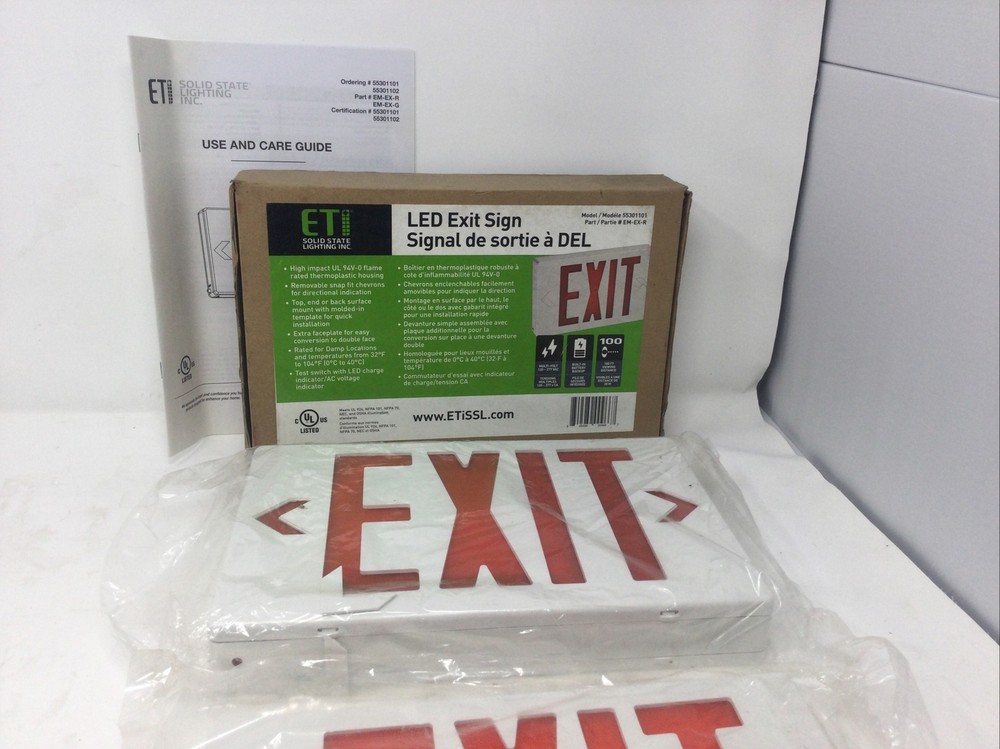 ETI SOLID STATE
LIGHTING
INC.
Ordering # 55301101
55301102
Part # EM-EX-R
EM-EX-G
Certification # 55301101
55301102
USE AND CARE GUIDE
ETI
SOLID STATE
LIGHTING INC
LED Exit Sign
Signal de sortie à DEL
Model / Modèle 55301101
Part / Partie # EM-EX-R
• High impact UL 94V-0 flame
rated thermoplastic housing
• Removable snap fit chevrons
for directional indication
• Top, end or back surface
mount with molded-in
template for quick
installation
• Extra faceplate for easy
conversion to double face
• Rated for Damp Locations
and temperatures from 32°F
to 104°F (0°C to 40°C)
• Test switch with LED charge
indicator/AC voltage
indicator
• Boîtier en thermoplastique robuste à
cote d'inflammabilité UL 94V-0
• Chevrons enclenchables facilement
amovibles pour indiquer la direction
• Montage en surface par le haut, le
côté ou le dos avec gabarit intégré
pour une installation rapide
• Devanture simple assemblée avec
plaque additionnelle pour la
conversion sur place à une devanture
double
• Homologuée pour lieux mouillés et
température de 0°C à 40°C (32°F à
104°F)
• Commutateur d'essai avec indicateur
de charge/tension CA
EXIT
100
c UL us
LISTED
www.ETiSSL.com
EXIT
EXIT